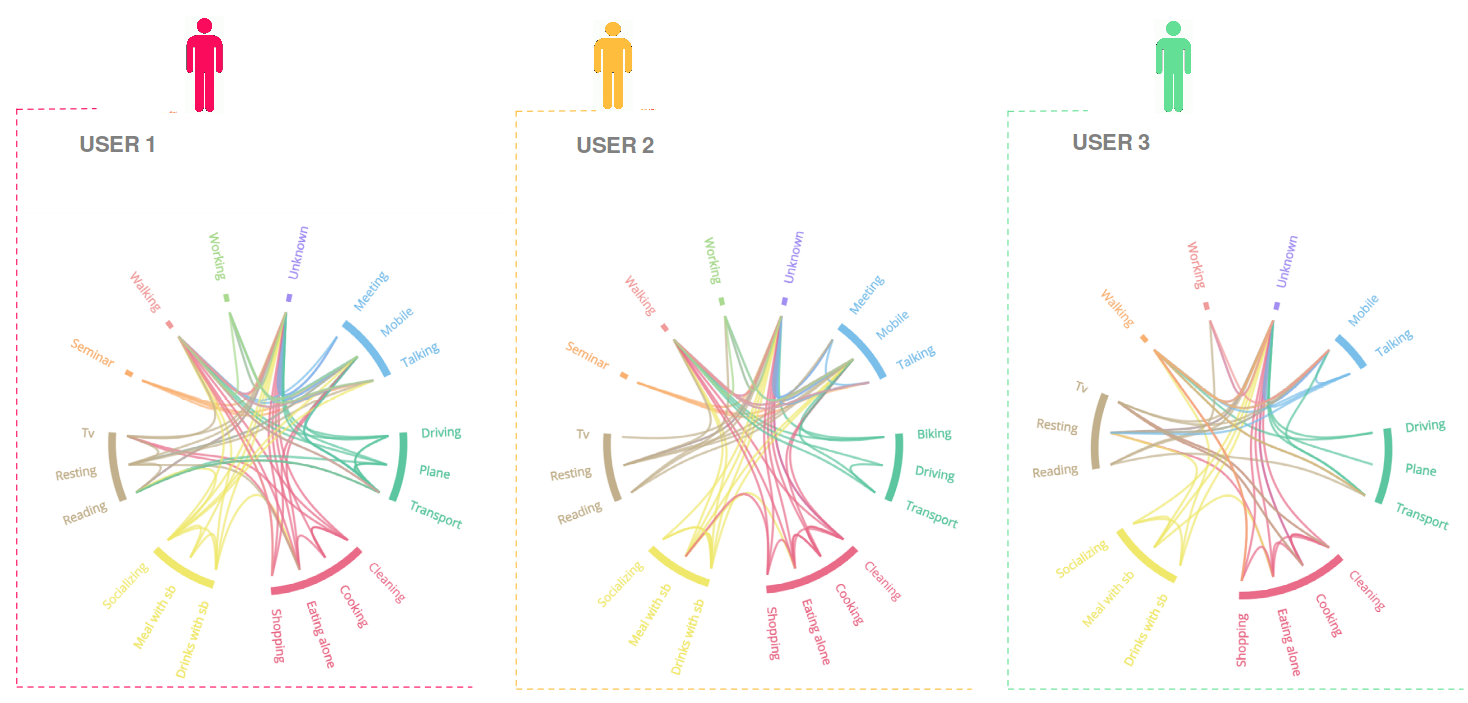 USER 1
Unknown
Working
Meeting
Walking
Mobile
Seminar
Talking
Tv
Driving
Resting
Plane
Reading
Transport
Socializing
Cleaning
Meal with sb
Cooking
Drinks with sb
Eating alone
Shopping
USER 2
Unknown
Working
Meeting
Walking
Mobile
Seminar
Talking
Tv
Biking
Resting
Driving
Reading
Transport
Socializing
Cleaning
Meal with sb
Cooking
Drinks with sb
Eating alone
Shopping
USER 3
Unknown
Working
Walking
Mobile
Talking
Tv
Driving
Resting
Plane
Reading
Transport
Socializing
Cleaning
Meal with sb
Cooking
Drinks with sb
Eating alone
Shopping